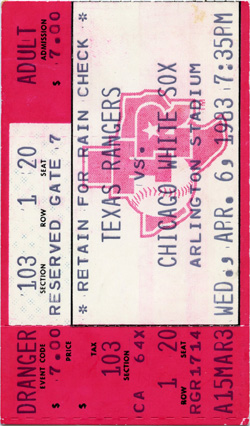 ADULT
ADMISSION
$ 7.00
103 1 20
SECTION ROW SEAT
RESERVED GATE 7
* RETAIN FOR RAIN CHECK *
TEXAS RANGERS
VS.
CHICAGO WHITE SOX
ARLINGTON STADIUM
WED., APR. 6, 1983 7:35PM
DRANGER
EVENT CODE
$ 7.00
PRICE
$
TAX
103
SECTION
CA 64X
1 20
ROW SEAT
RGR1714
A15MAR3